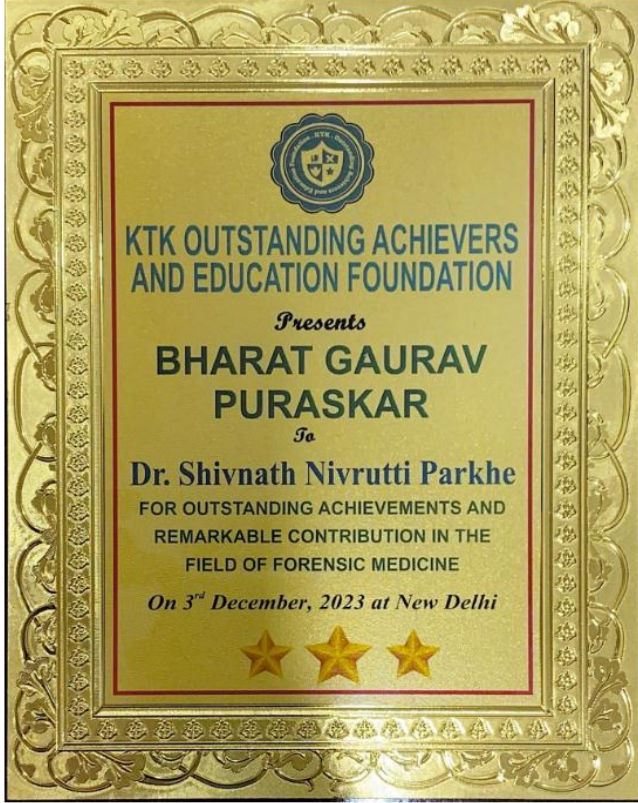 KTK OUTSTANDING ACHIEVERS
AND EDUCATION FOUNDATION
Presents
BHARAT GAURAV
PURASKAR
To
Dr. Shivnath Nivrutti Parkhe
FOR OUTSTANDING ACHIEVEMENTS AND
REMARKABLE CONTRIBUTION IN THE
FIELD OF FORENSIC MEDICINE
On 3rd December, 2023 at New Delhi